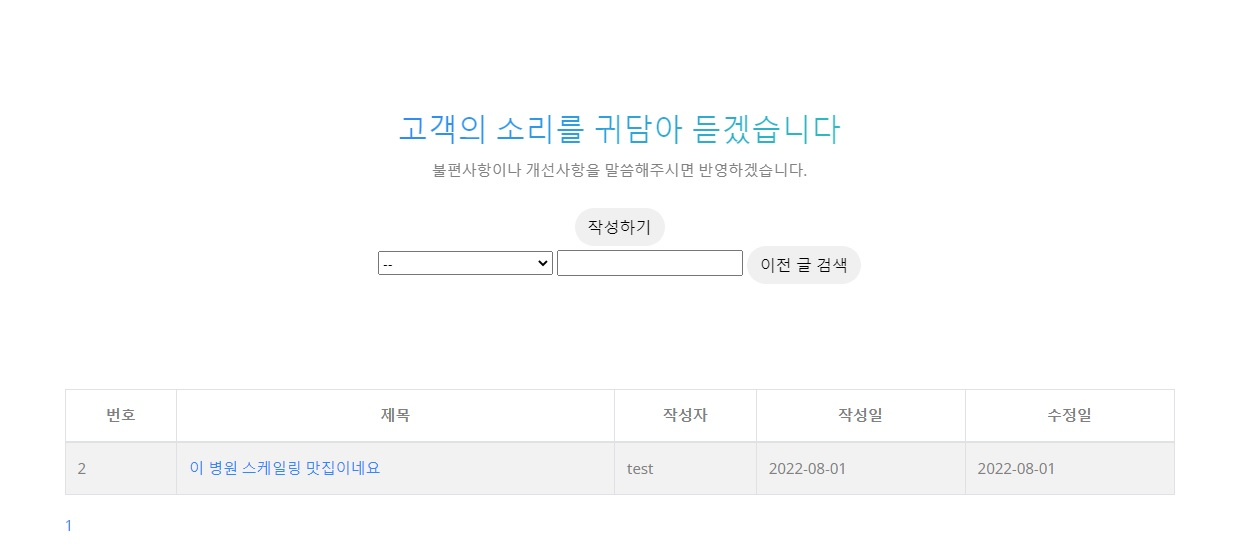 고객의 소리를 귀담아 듣겠습니다
불편사항이나 개선사항을 말씀해주시면 반영하겠습니다.
작성하기
-- 이전 글 검색
번호 제목 작성자 작성일 수정일
2 이 병원 스케일링 맛집이네요 test 2022-08-01 2022-08-01
1